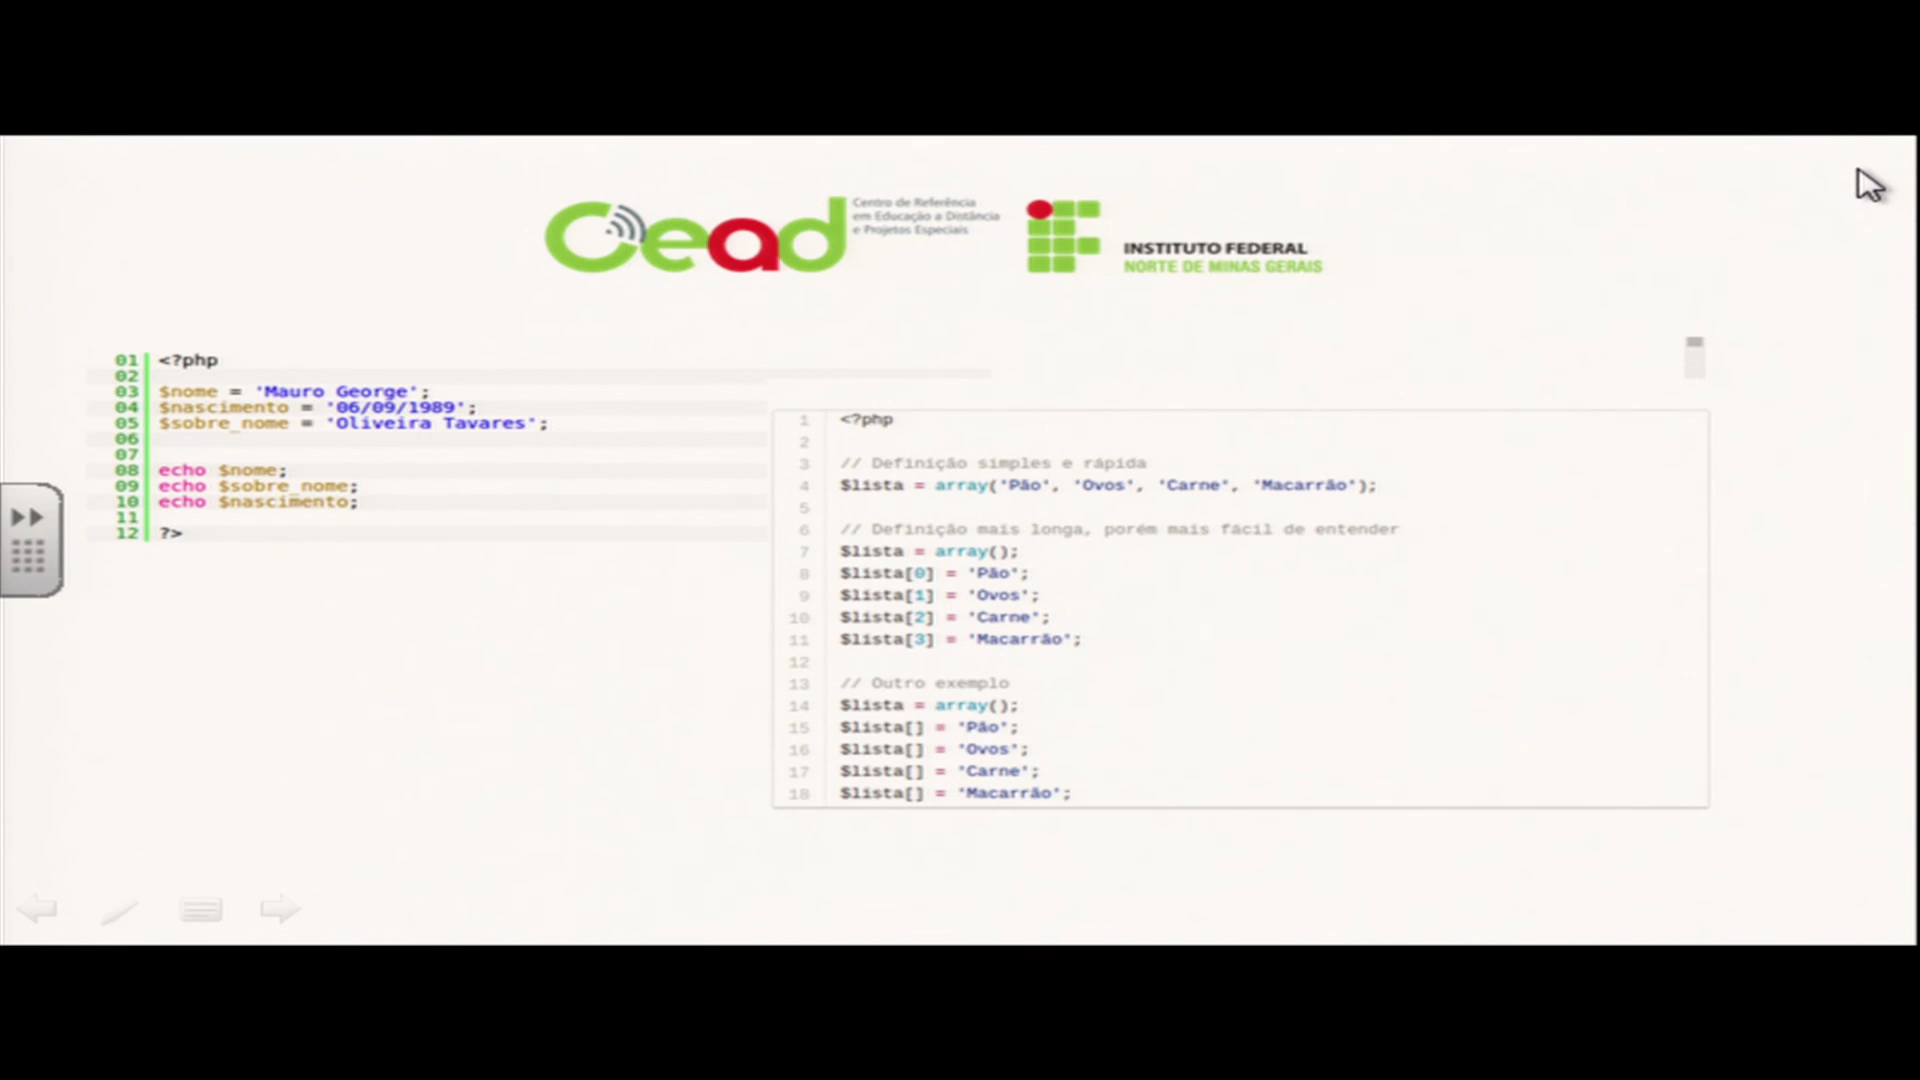 Cead
Centro de Referência
em Educação a Distância
e Projetos Especiais
INSTITUTO FEDERAL
NORTE DE MINAS GERAIS
01 <?php
02
03 $nome = 'Mauro George';
04 $nascimento = '06/09/1989';
05 $sobre_nome = 'Oliveira Tavares';
06
07
08 echo $nome;
09 echo $sobre_nome;
10 echo $nascimento;
11
12 ?>
1 <?php
2
3 // Definição simples e rápida
4 $lista = array('Pão', 'Ovos', 'Carne', 'Macarrão');
5
6 // Definição mais longa, porém mais fácil de entender
7 $lista = array();
8 $lista[0] = 'Pão';
9 $lista[1] = 'Ovos';
10 $lista[2] = 'Carne';
11 $lista[3] = 'Macarrão';
12
13 // Outro exemplo
14 $lista = array();
15 $lista[] = 'Pão';
16 $lista[] = 'Ovos';
17 $lista[] = 'Carne';
18 $lista[] = 'Macarrão';